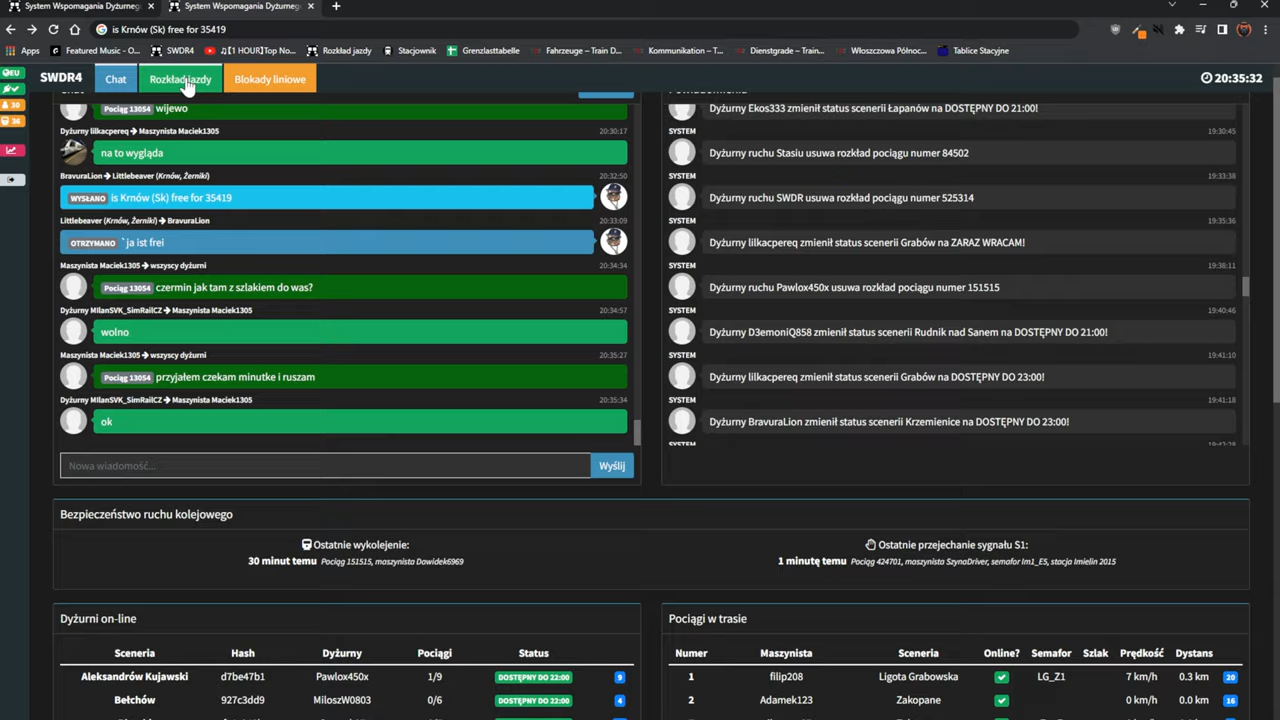 System Wspomagania Dyżurnego
System Wspomagania Dyżurnego
is Krnów (Sk) free for 35419
Apps
Featured Music - O...
SWDR4
♫[1 HOUR]Top No...
Rozkład jazdy
Stacjownik
Grenzlasttabelle
Fahrzeuge – Train D...
Kommunikation – T...
Dienstgrade – Traind...
Włoszczowa Północ...
Tablice Stacyjne
EU
30
36
SWDR4
Chat
Rozkład jazdy
Blokady liniowe
20:35:32
Pociąg 13054 wijewo
Dyżurny lilkacpereq → Maszynista Maciek1305
20:30:17
na to wygląda
BravuraLion → Littlebeaver (Krnów, Żerniki)
20:32:50
WYSŁANO is Krnów (Sk) free for 35419
Littlebeaver (Krnów, Żerniki) → BravuraLion
20:33:09
OTRZYMANO `ja ist frei
Maszynista Maciek1305 → wszyscy dyżurni
20:34:34
Pociąg 13054 czermin jak tam z szlakiem do was?
Dyżurny MIlanSVK_SimRailCZ → Maszynista Maciek1305
20:34:57
wolno
Maszynista Maciek1305 → wszyscy dyżurni
20:35:27
Pociąg 13054 przyjąłem czekam minutke i ruszam
Dyżurny MIlanSVK_SimRailCZ → Maszynista Maciek1305
20:35:34
ok
Nowa wiadomość...
Wyślij
Dyżurny Ekos333 zmienił status scenerii Łapanów na DOSTĘPNY DO 21:00!
SYSTEM
19:30:45
Dyżurny ruchu Stasiu usuwa rozkład pociągu numer 84502
SYSTEM
19:33:38
Dyżurny ruchu SWDR usuwa rozkład pociągu numer 525314
SYSTEM
19:35:36
Dyżurny lilkacpereq zmienił status scenerii Grabów na ZARAZ WRACAM!
SYSTEM
19:38:11
Dyżurny ruchu Pawlox450x usuwa rozkład pociągu numer 151515
SYSTEM
19:40:46
Dyżurny D3emoniQ858 zmienił status scenerii Rudnik nad Sanem na DOSTĘPNY DO 21:00!
SYSTEM
19:41:10
Dyżurny lilkacpereq zmienił status scenerii Grabów na DOSTĘPNY DO 23:00!
SYSTEM
19:41:18
Dyżurny BravuraLion zmienił status scenerii Krzemienice na DOSTĘPNY DO 23:00!
SYSTEM
19:42:28
Bezpieczeństwo ruchu kolejowego
Ostatnie wykolejenie:
30 minut temu Pociąg 151515, maszynista Dawidek6969
Ostatnie przejechanie sygnału S1:
1 minutę temu Pociąg 424701, maszynista SzynaDriver, semafor Im1_E5, stacja Imielin 2015
Dyżurni on-line
Sceneria Hash Dyżurny Pociągi Status
Aleksandrów Kujawski d7be47b1 Pawlox450x 1/9 DOSTĘPNY DO 22:00 9
Bełchów 927c3dd9 MiloszW0803 0/6 DOSTĘPNY DO 22:00 4
Pociągi w trasie
Numer Maszynista Sceneria Online? Semafor Szlak Prędkość Dystans
1 filip208 Ligota Grabowska LG_Z1 7 km/h 0.3 km 20
2 Adamek123 Zakopane 0 km/h 0.0 km 16